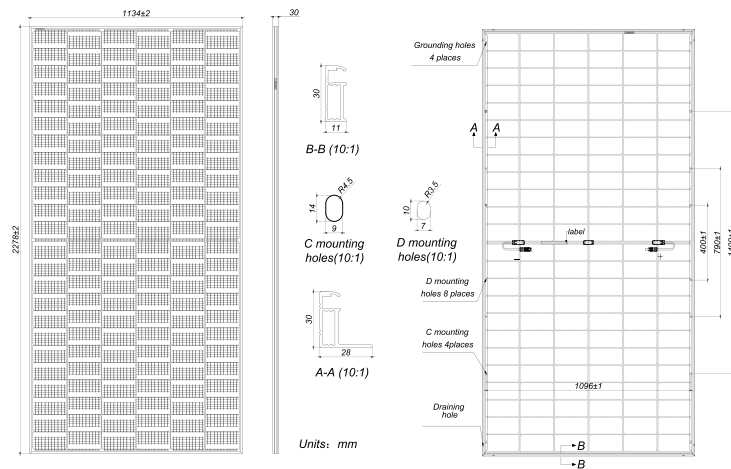 1134±2
30
2278±2
30
11
B-B (10:1)
R4.5
14
9
C mounting
holes(10:1)
R3.5
10
7
D mounting
holes(10:1)
30
28
A-A (10:1)
Units: mm
Grounding holes
4 places
A A
label
D mounting
holes 8 places
C mounting
holes 4places
Draining
hole
1096±1
400±1
790±1
B
B